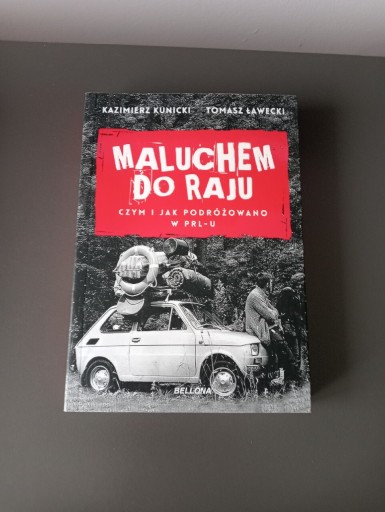 KAZIMIERZ KUNICKI TOMASZ ŁAWECKI
MALUCHEM
DO RAJU
CZYM I JAK PODRÓŻOWANO
W PRL-U
BELLONA